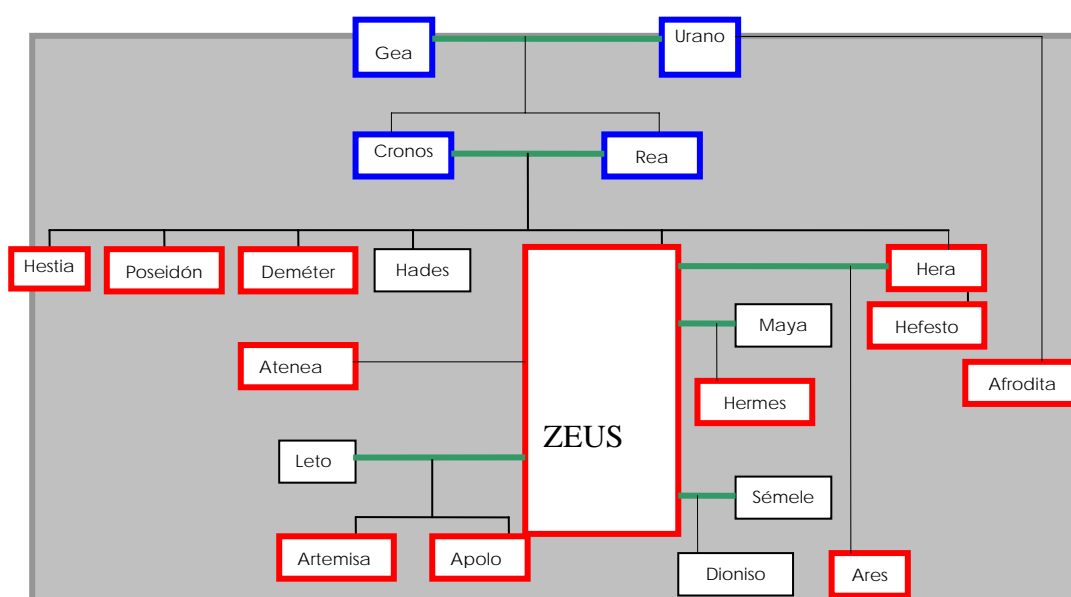 Gea
Urano
Cronos
Rea
Hestia
Poseidón
Deméter
Hades
Hera
Maya
Hefesto
Atenea
Afrodita
Hermes
ZEUS
Leto
Sémele
Artemisa
Apolo
Dioniso
Ares